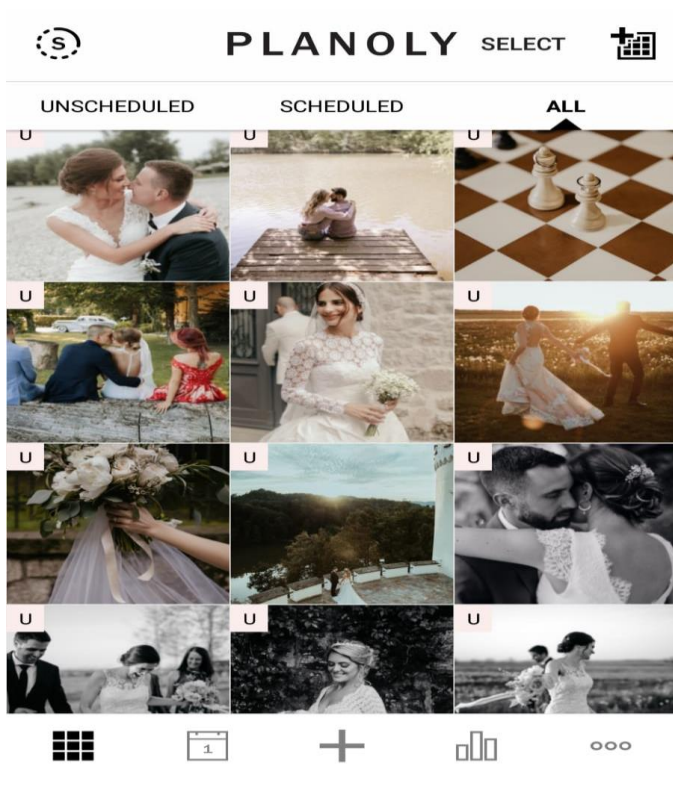 S PLANOLY SELECT
UNSCHEDULED SCHEDULED ALL
U U U
U U U
U U U
U U U
1